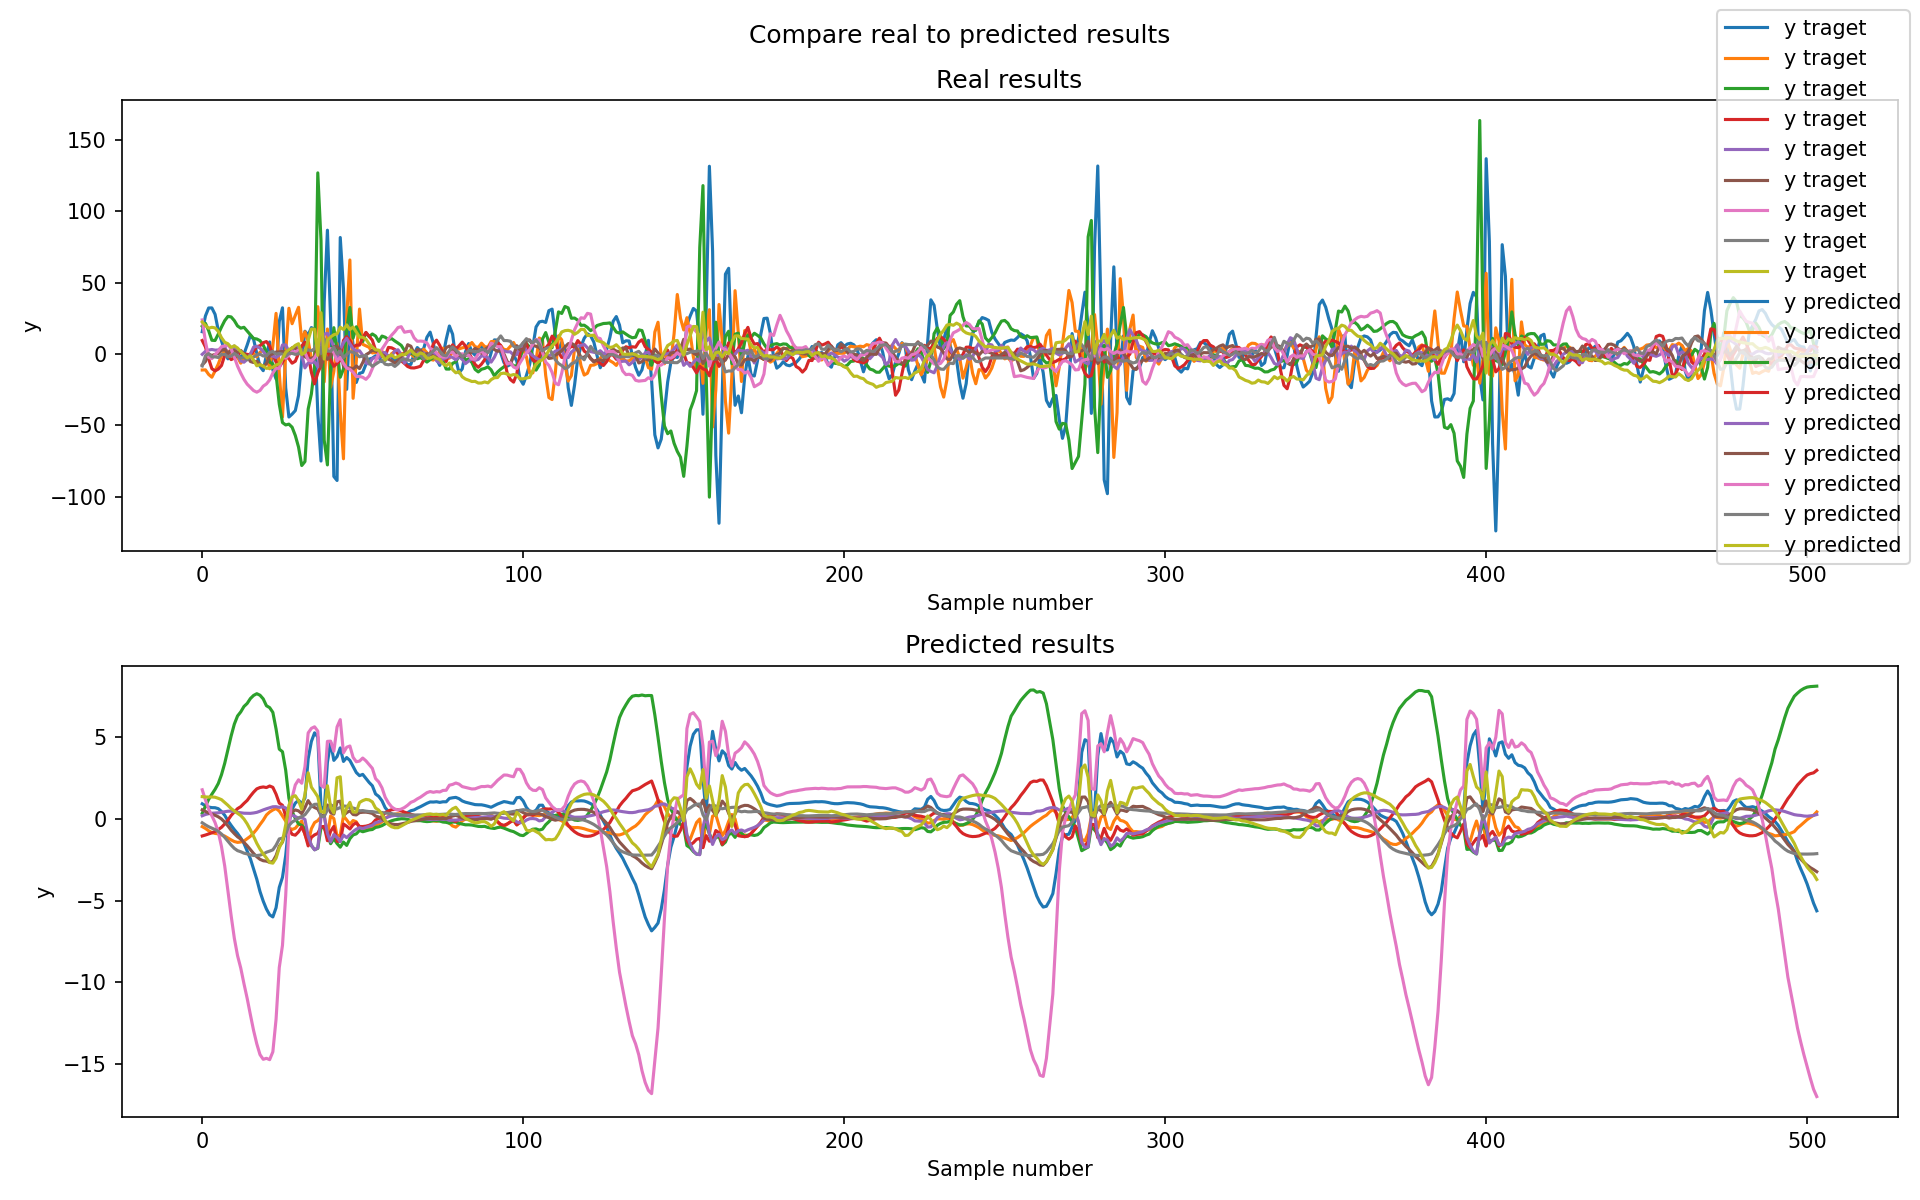 Compare real to predicted results
Real results
y traget
y traget
y traget
y traget
y traget
y traget
y traget
y traget
y traget
y predicted
y predicted
y predicted
y predicted
y predicted
y predicted
y predicted
y predicted
y predicted
150
100
50
0
−50
−100
y
0 100 200 300 400 500
Sample number
Predicted results
5
0
−5
−10
−15
y
0 100 200 300 400 500
Sample number